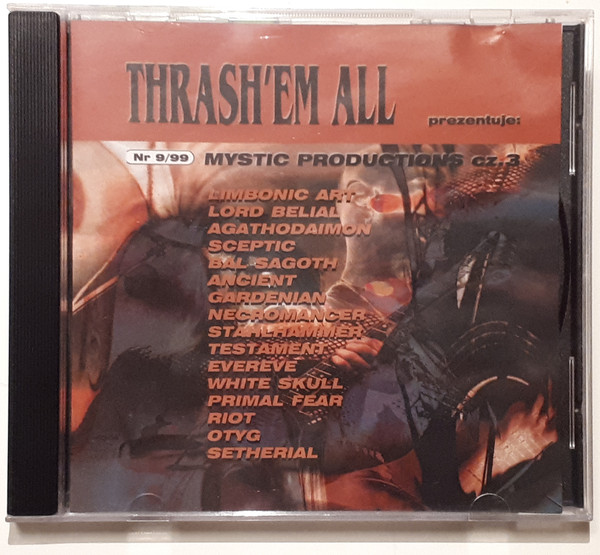 THRASH'EM ALL
prezentuje:
Nr 9/99 MYSTIC PRODUCTIONS cz.3
LIMBONIC ART
LORD BELIAL
AGATHODAIMON
SCEPTIC
BAL-SAGOTH
ANCIENT
GARDENIAN
NECROMANCER
STAHLHAMMER
TESTAMENT
EVEREVE
WHITE SKULL
PRIMAL FEAR
RIOT
OTYG
SETHERIAL